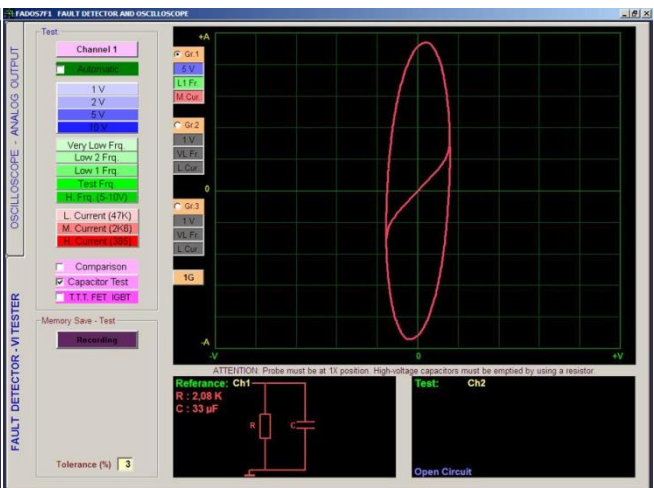 FADOS7F1 FAULT DETECTOR AND OSCILLOSCOPE
OSCILLOSCOPE - ANALOG OUTPUT
FAULT DETECTOR - VI TESTER
Test
Channel 1
Automatic
1 V
2 V
5 V
10 V
Very Low Frq.
Low 2 Frq.
Low 1 Frq.
Test Frq.
H. Frq. (5-10V)
L. Current (47K)
M. Current (2K6)
H. Current (385)
Comparison
Capacitor Test
T.T.T. FET IGBT
Memory Save - Test
Recording
Tolerance (%) 3
Gr.1
5 V
L1 Fr.
M Cur.
Gr.2
1 V
VL Fr.
L Cur.
Gr.3
1 V
VL Fr.
L Cur.
1G
+A
0
-A
-V 0 +V
ATTENTION: Probe must be at 1X position. High-voltage capacitors must be emptied by using a resistor.
Referance: Ch1
R : 2,08 K
C : 33 µF
R C
Test: Ch2
Open Circuit